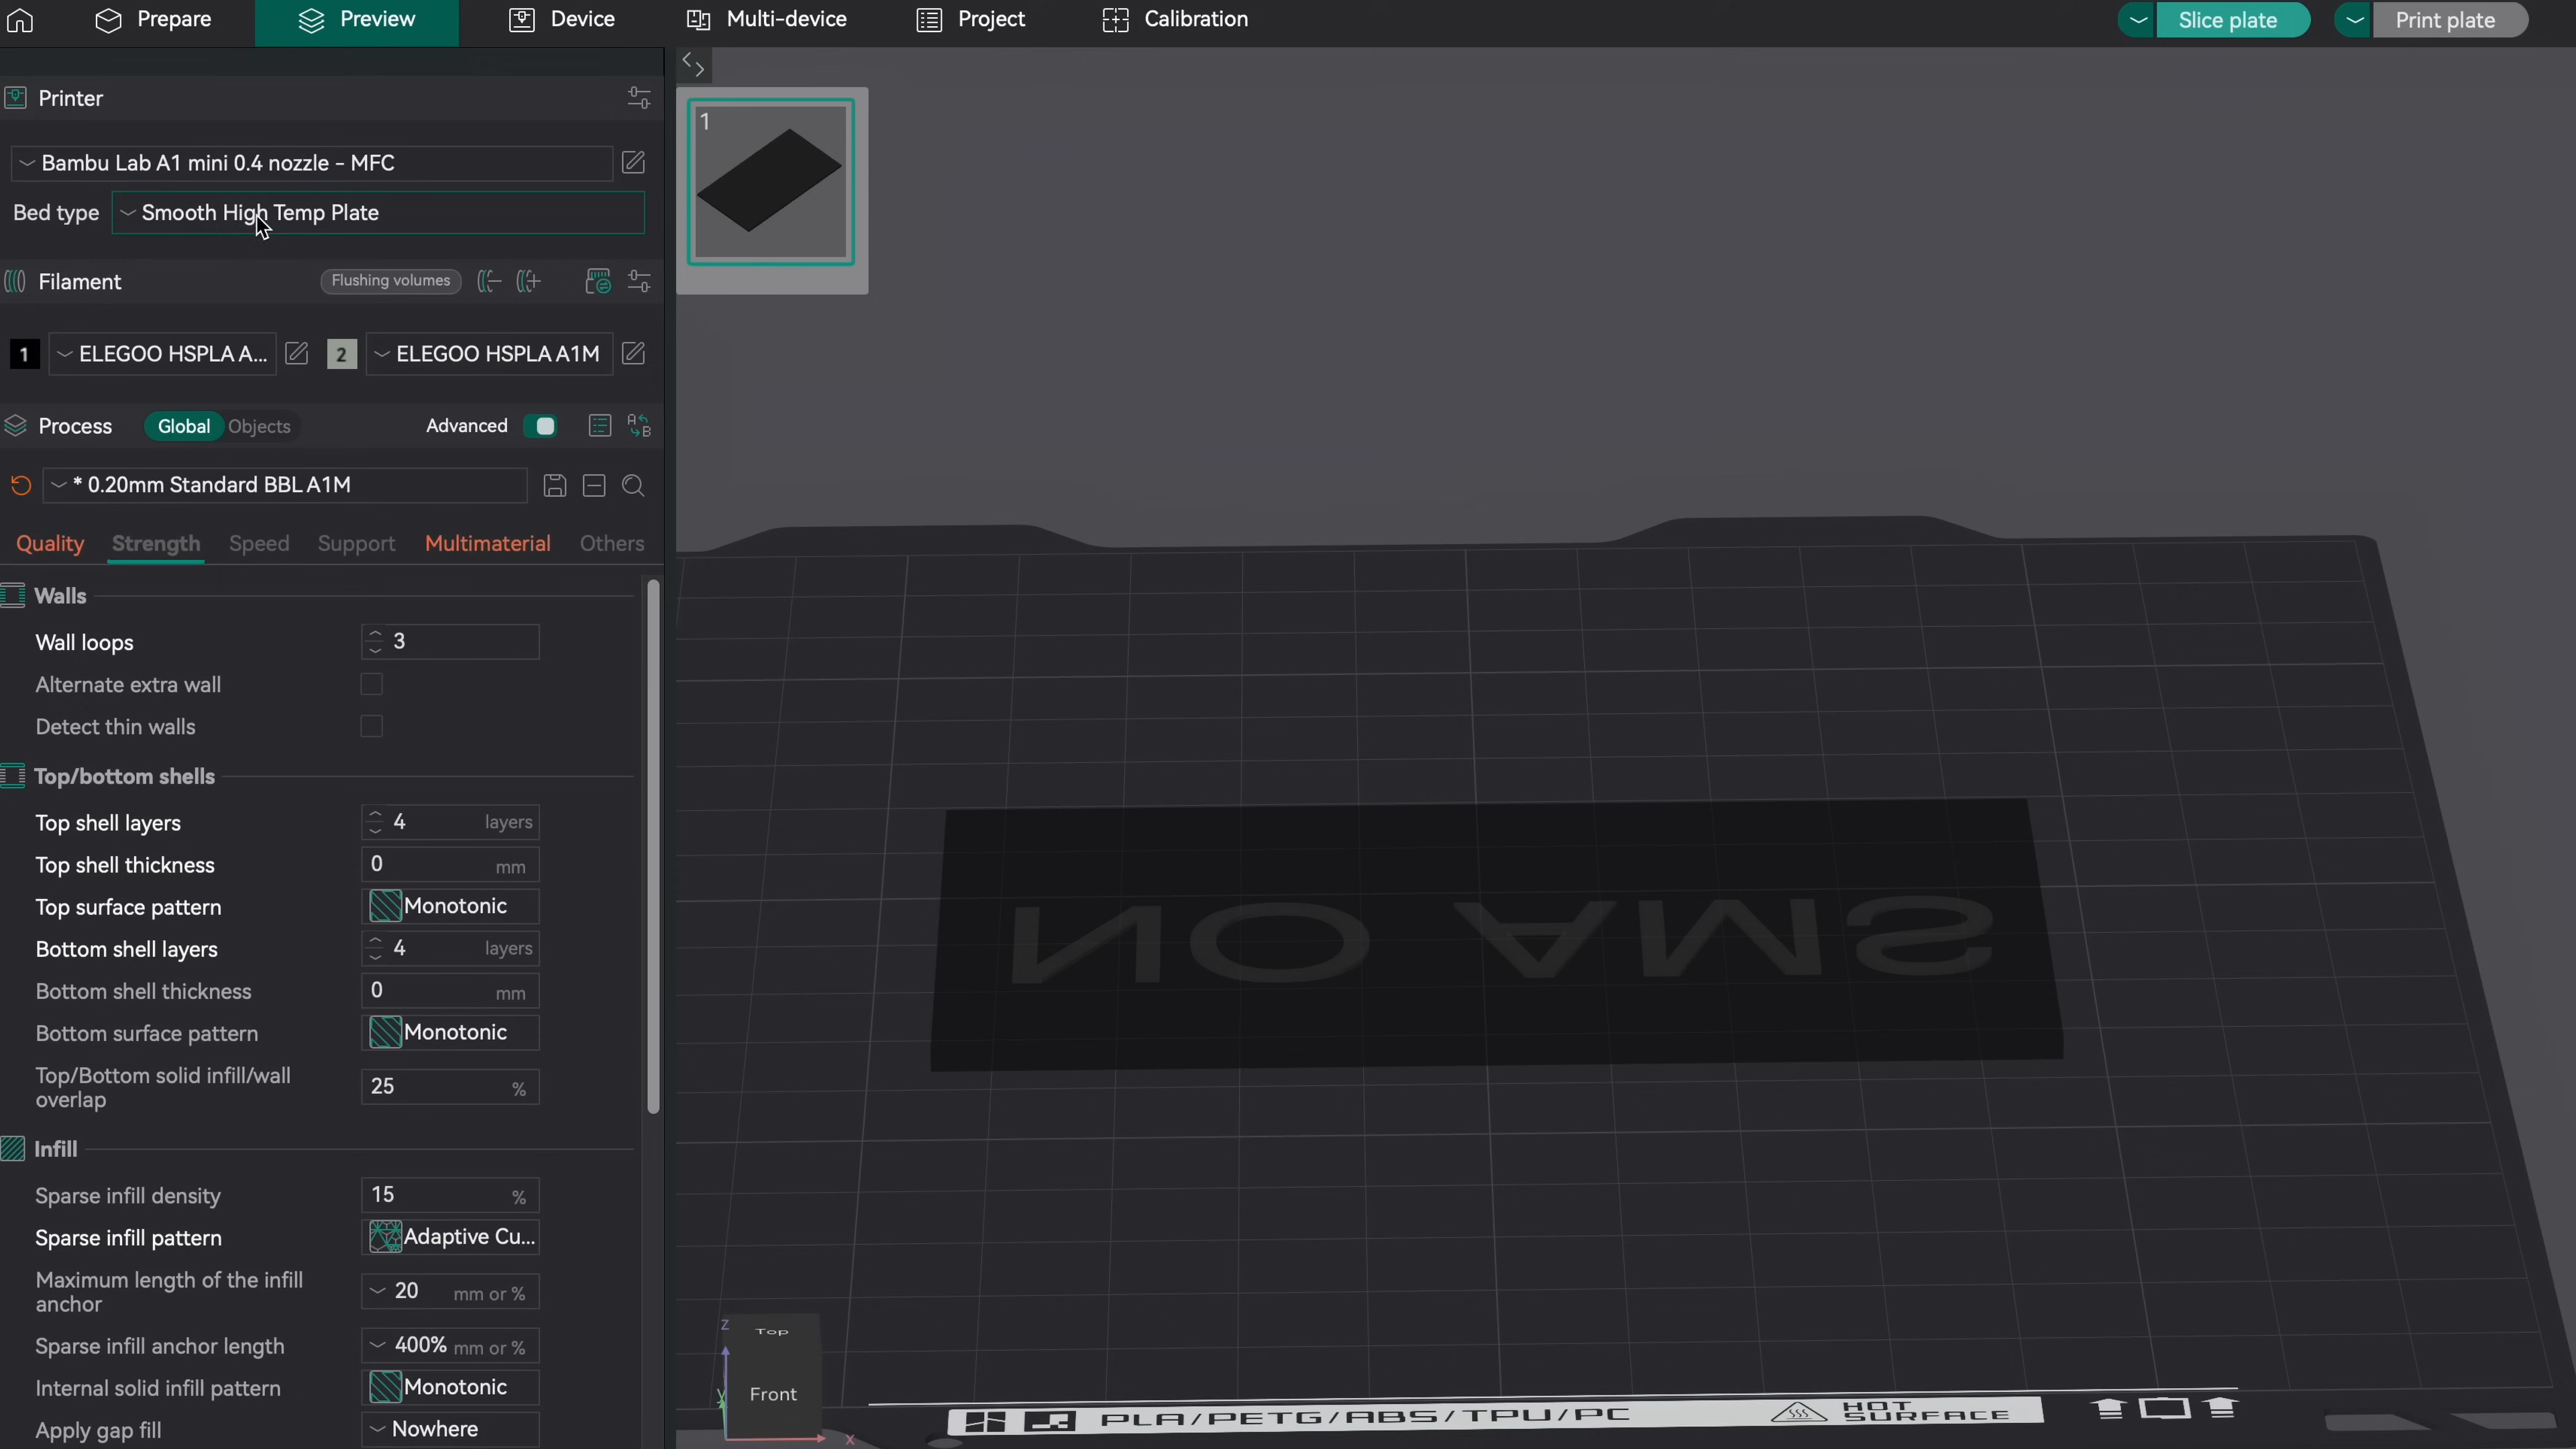 Prepare Preview Device Multi-device Project Calibration Slice plate Print plate
Printer
Bambu Lab A1 mini 0.4 nozzle - MFC
Bed type Smooth High Temp Plate
Filament Flushing volumes
1 ELEGOO HSPLA A... 2 ELEGOO HSPLA A1M
Process Global Objects Advanced
A B
* 0.20mm Standard BBL A1M
Quality Strength Speed Support Multimaterial Others
Walls
Wall loops 3
Alternate extra wall
Detect thin walls
Top/bottom shells
Top shell layers 4 layers
Top shell thickness 0 mm
Top surface pattern Monotonic
Bottom shell layers 4 layers
Bottom shell thickness 0 mm
Bottom surface pattern Monotonic
Top/Bottom solid infill/wall
overlap 25 %
Infill
Sparse infill density 15 %
Sparse infill pattern Adaptive Cu...
Maximum length of the infill
anchor 20 mm or %
Sparse infill anchor length 400% mm or %
Internal solid infill pattern Monotonic
Apply gap fill Nowhere
1
NO AMS
Z
Top
Front
Y
X
PLA/PETG/ABS/TPU/PC
HOT
SURFACE